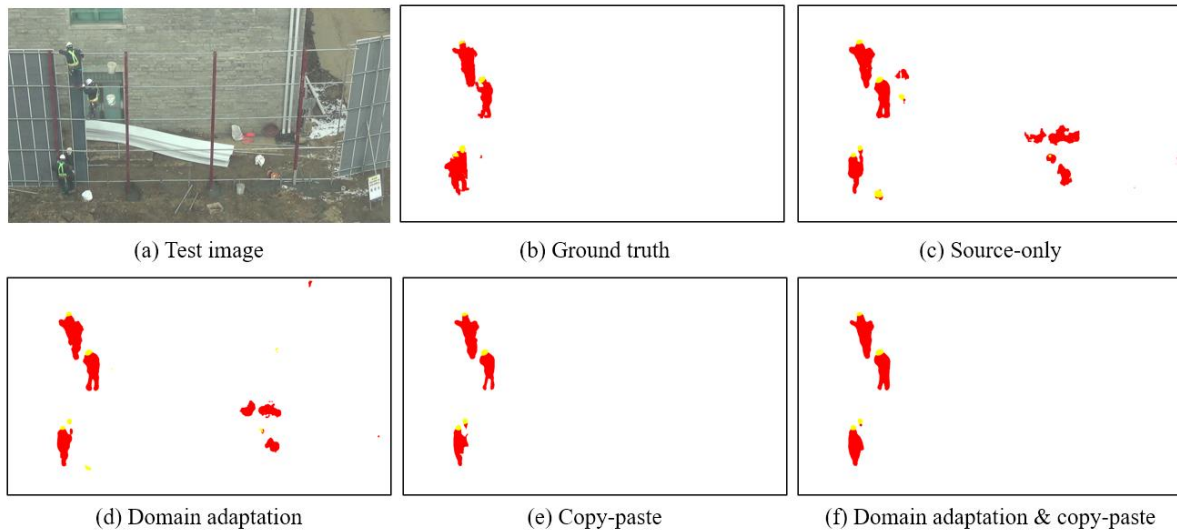 (a) Test image
(b) Ground truth
(c) Source-only
(d) Domain adaptation
(e) Copy-paste
(f) Domain adaptation & copy-paste